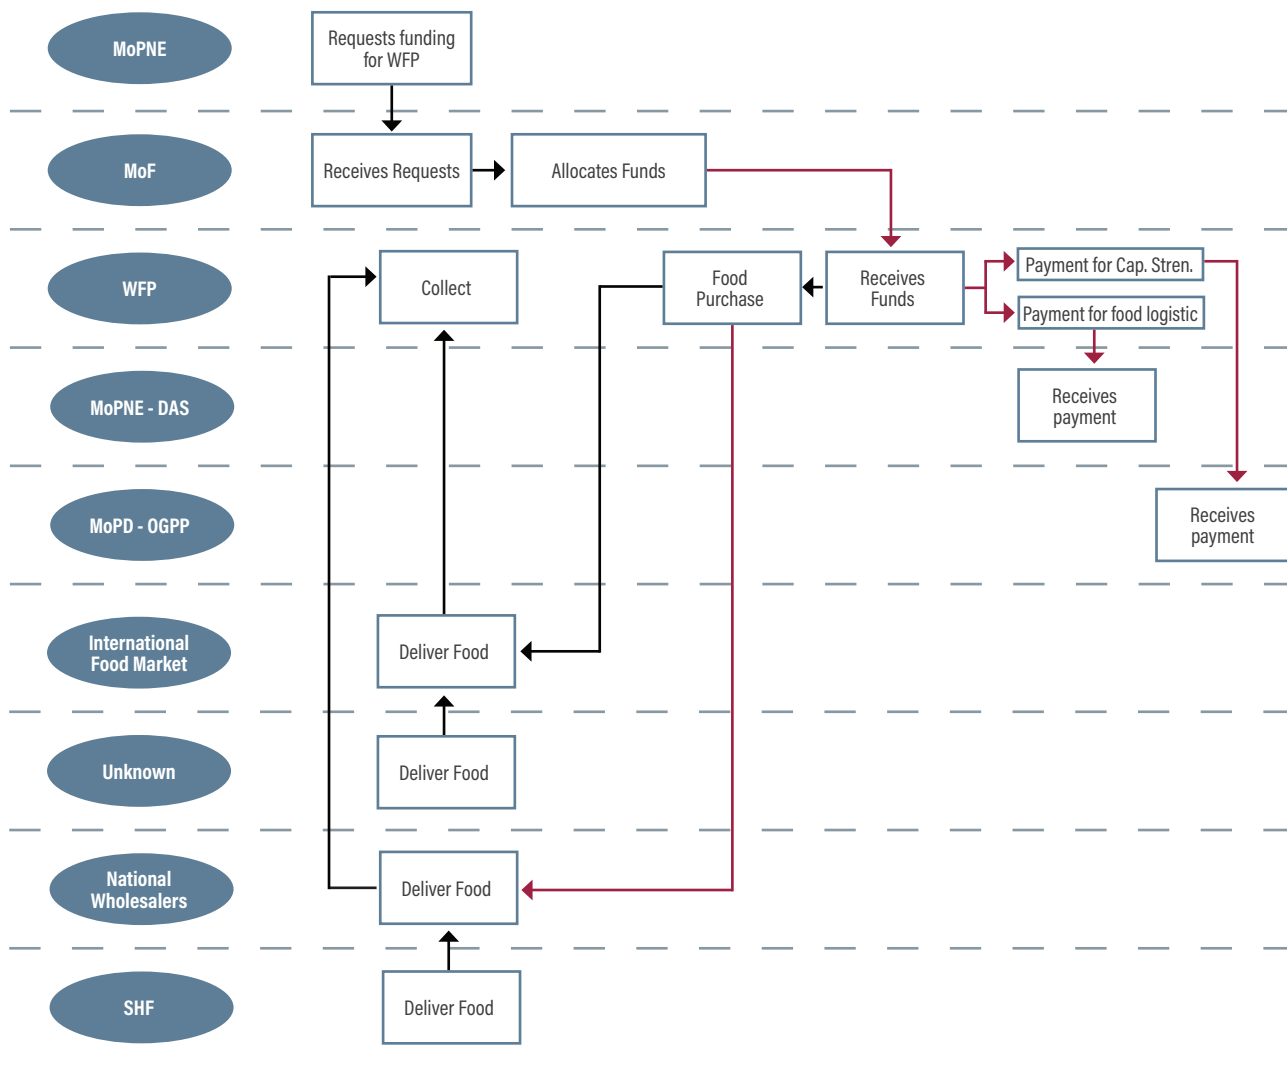 MoPNE
Requests funding
for WFP
MoF
Receives Requests
Allocates Funds
WFP
Collect
Food
Purchase
Receives
Funds
Payment for Cap. Stren.
Payment for food logistic
MoPNE - DAS
Receives
payment
MoPD - OGPP
Receives
payment
International
Food Market
Deliver Food
Unknown
Deliver Food
National
Wholesalers
Deliver Food
SHF
Deliver Food